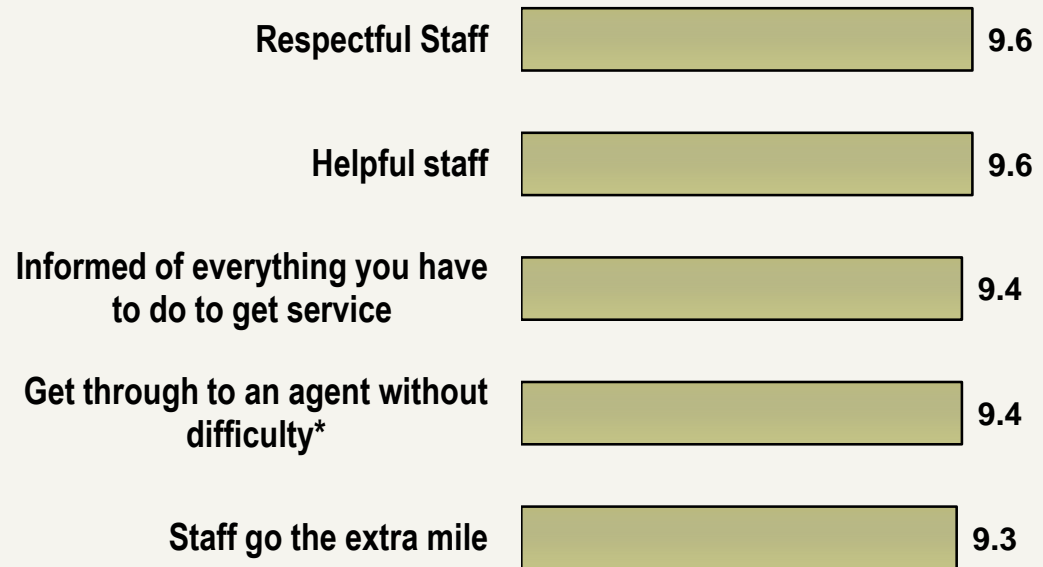 Respectful Staff 9.6
Helpful staff 9.6
Informed of everything you have
to do to get service 9.4
Get through to an agent without
difficulty* 9.4
Staff go the extra mile 9.3